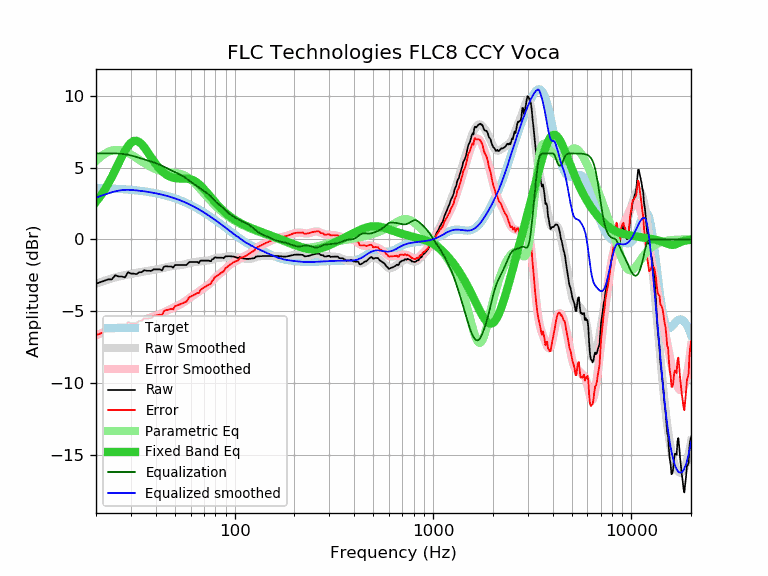 FLC Technologies FLC8 CCY Voca
Amplitude (dBr)
10
5
0
−5
−10
−15
Target
Raw Smoothed
Error Smoothed
Raw
Error
Parametric Eq
Fixed Band Eq
Equalization
Equalized smoothed
100
1000
10000
Frequency (Hz)